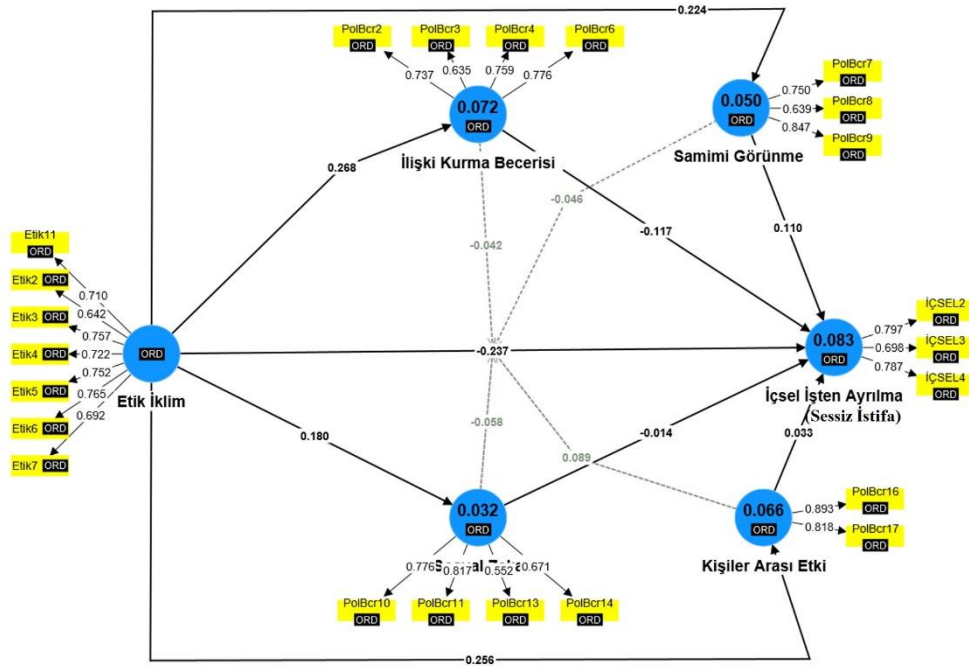 0.224
PolBcr2
ORD
PolBcr3
ORD
PolBcr4
ORD
PolBcr6
ORD
0.737
0.635
0.759
0.776
0.072
ORD
İlişki Kurma Becerisi
PolBcr7
ORD
PolBcr8
ORD
PolBcr9
ORD
0.750
0.639
0.847
0.050
ORD
Samimi Görünme
0.268
-0.046
-0.042
-0.117
0.110
Etik11
ORD
Etik2 ORD
Etik3 ORD
Etik4 ORD
Etik5 ORD
Etik6 ORD
Etik7 ORD
0.710
0.642
0.757
0.722
0.752
0.765
0.692
ORD
Etik İklim
-0.237
0.083
ORD
İçsel İşten Ayrılma
(Sessiz İstifa)
0.797
0.698
0.787
İÇSEL2
ORD
İÇSEL3
ORD
İÇSEL4
ORD
0.180
-0.058
-0.014
0.089
0.033
0.032
ORD
0.776
0.817
0.552
0.671
PolBcr10
ORD
PolBcr11
ORD
PolBcr13
ORD
PolBcr14
ORD
0.066
ORD
Kişiler Arası Etki
0.893
0.818
PolBcr16
ORD
PolBcr17
ORD
0.256